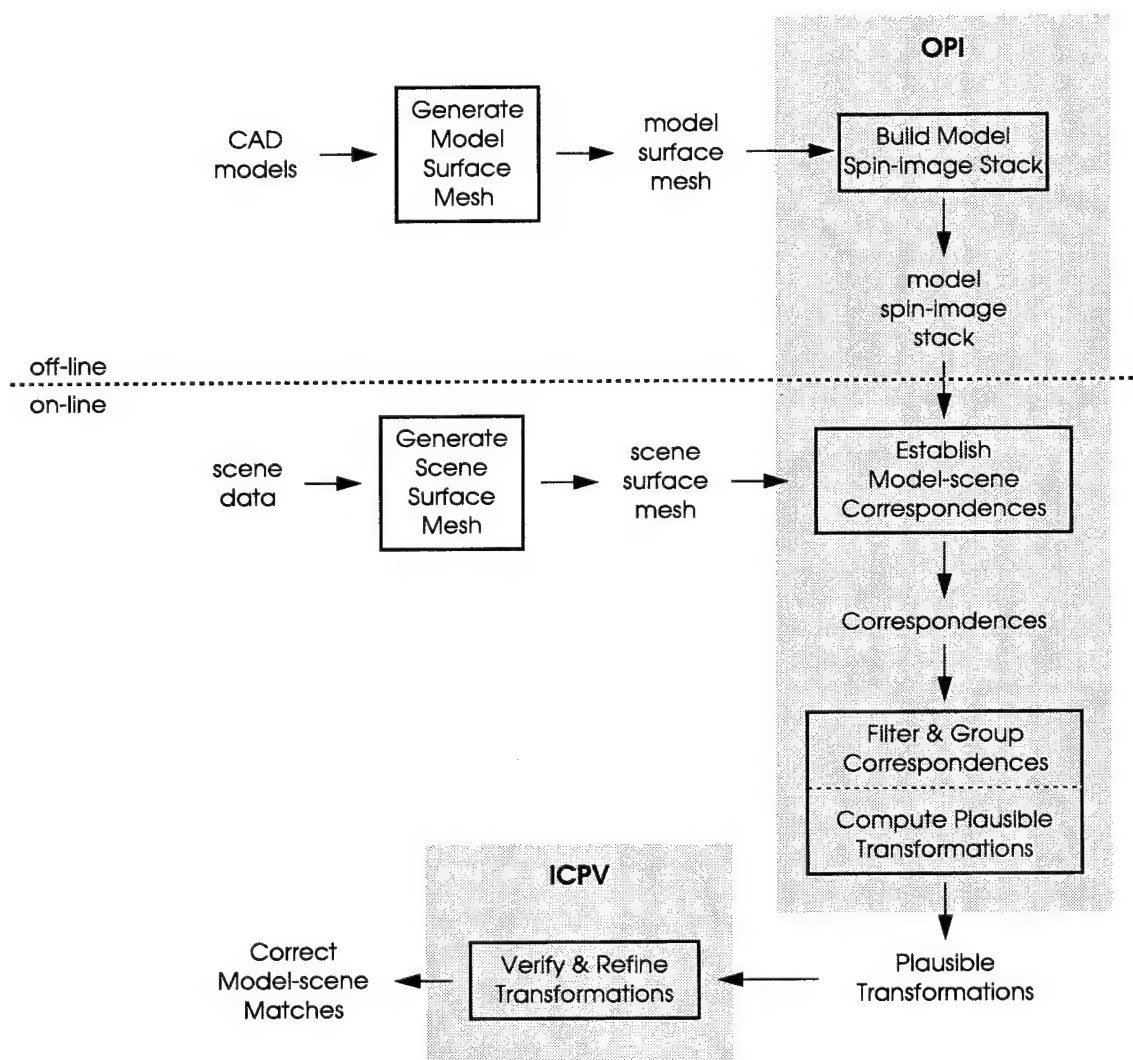 OPI
CAD
models
Generate
Model
Surface
Mesh
model
surface
mesh
Build Model
Spin-image Stack
model
spin-image
stack
off-line
on-line
scene
data
Generate
Scene
Surface
Mesh
scene
surface
mesh
Establish
Model-scene
Correspondences
Correspondences
Filter & Group
Correspondences
Compute Plausible
Transformations
Plausible
Transformations
ICPV
Verify & Refine
Transformations
Correct
Model-scene
Matches